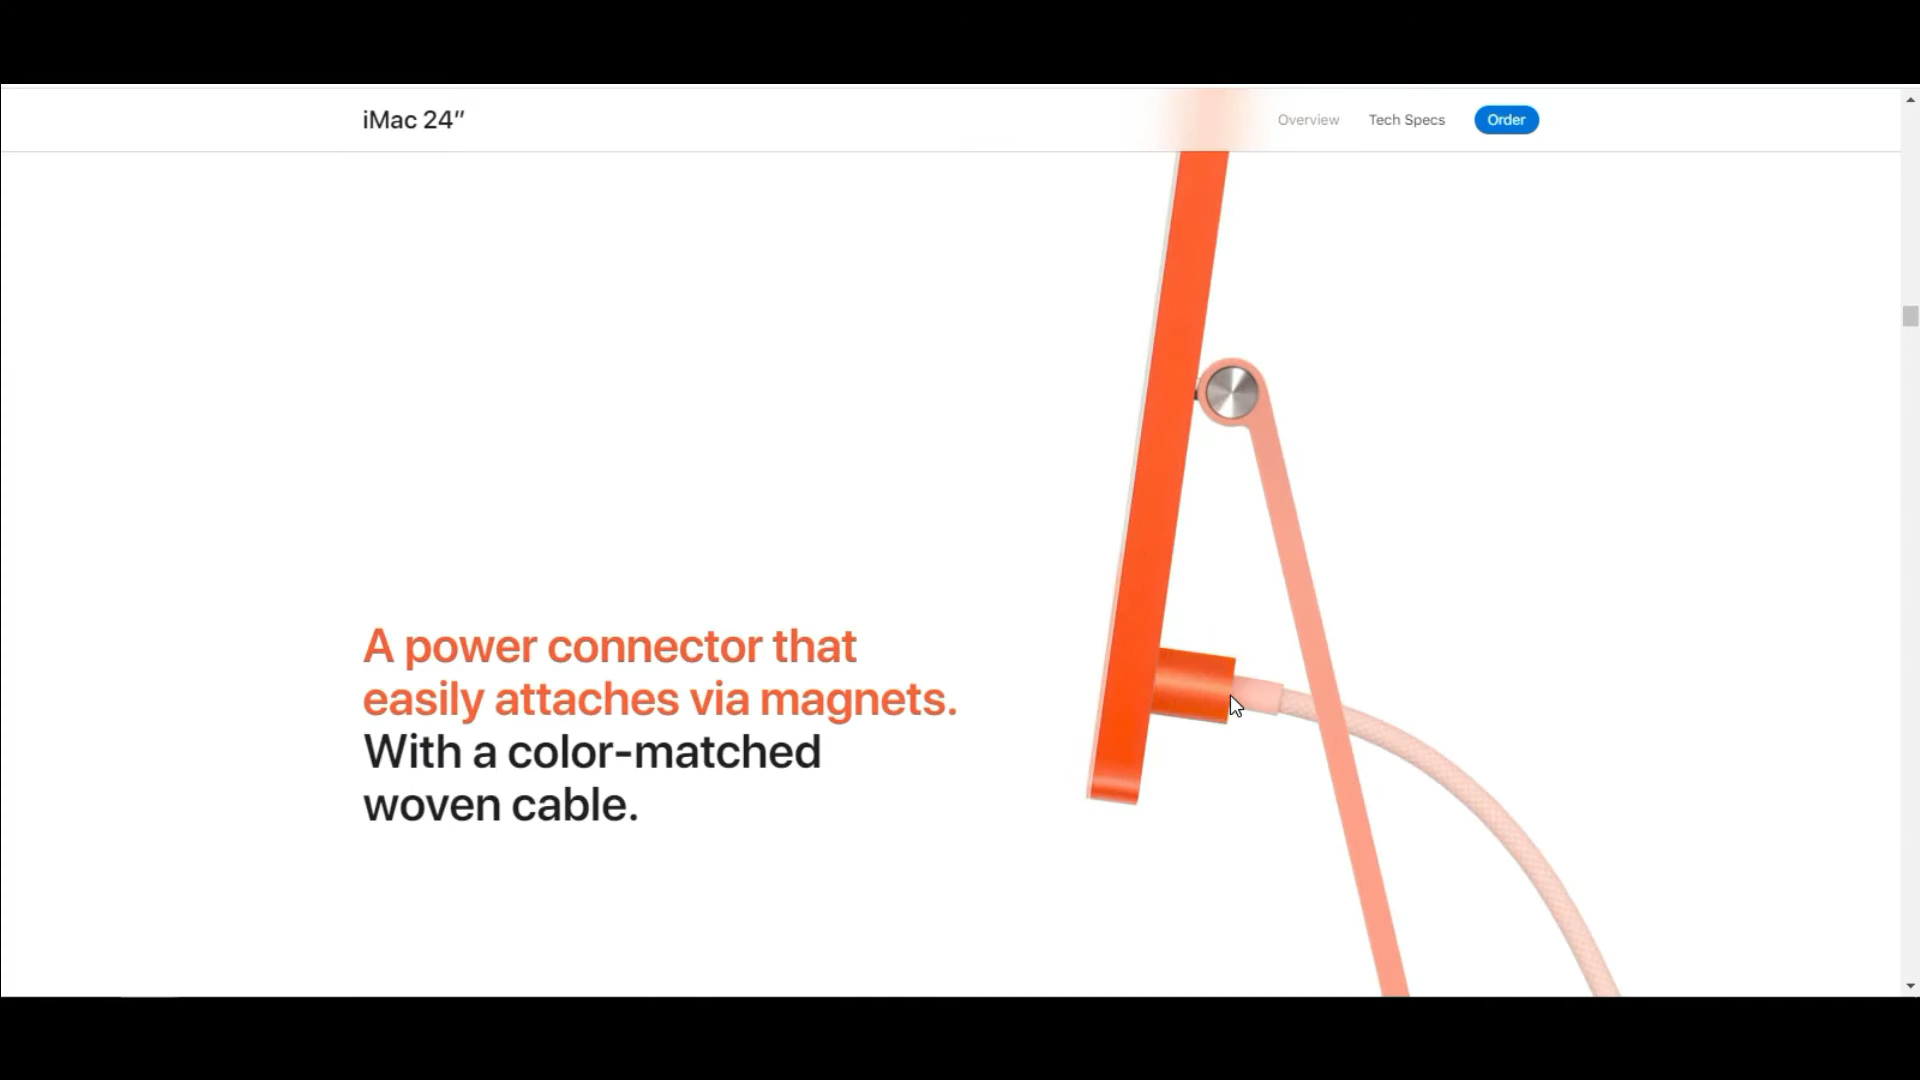 iMac 24″
Overview
Tech Specs
Order
A power connector that
easily attaches via magnets.
With a color-matched
woven cable.